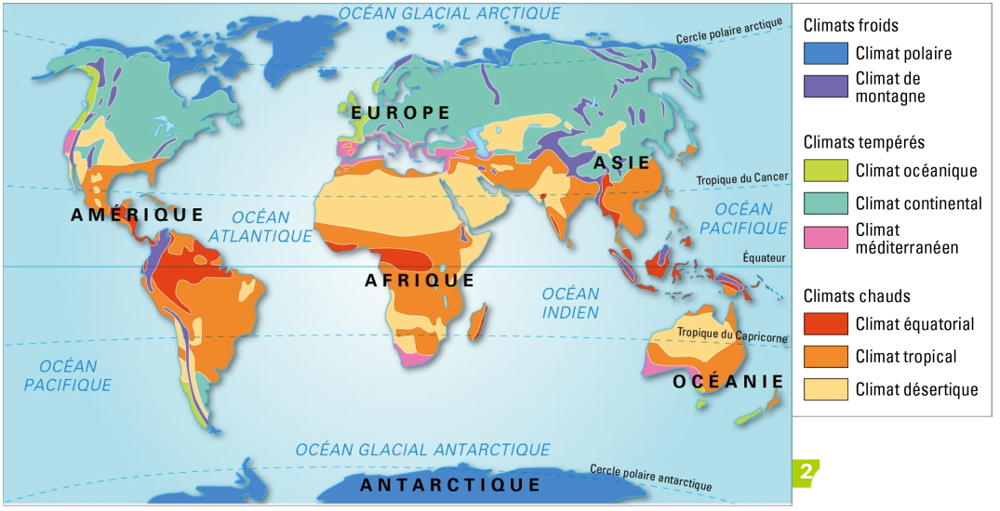 OCÉAN GLACIAL ARCTIQUE
Cercle polaire arctique
EUROPE
ASIE
Tropique du Cancer
AMÉRIQUE
OCÉAN
ATLANTIQUE
OCÉAN
PACIFIQUE
Équateur
AFRIQUE
OCÉAN
INDIEN
Tropique du Capricorne
OCÉAN
PACIFIQUE
OCÉANIE
OCÉAN GLACIAL ANTARCTIQUE
Cercle polaire antarctique
ANTARCTIQUE
Climats froids
Climat polaire
Climat de
montagne
Climats tempérés
Climat océanique
Climat continental
Climat
méditerranéen
Climats chauds
Climat équatorial
Climat tropical
Climat désertique
2